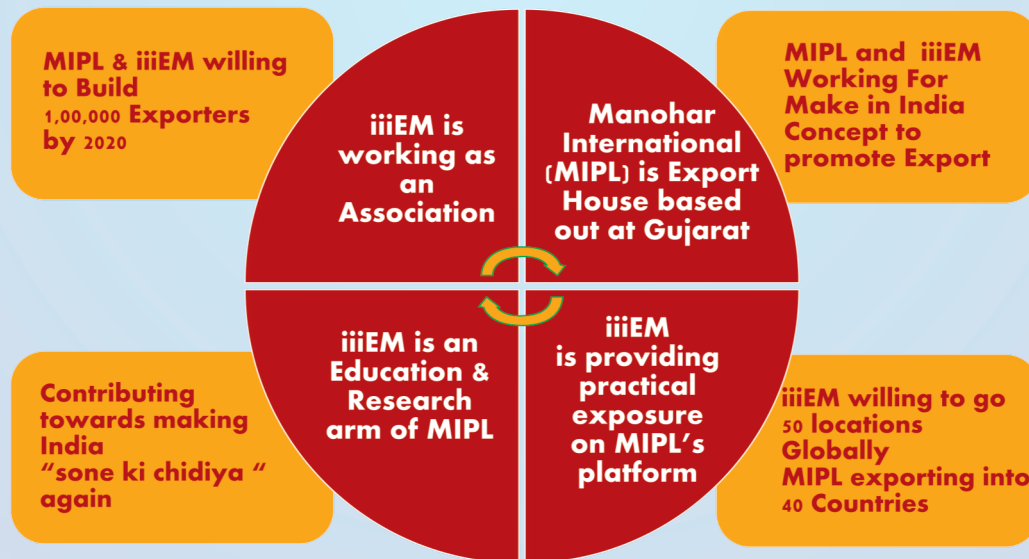 MIPL & iiiEM willing
to Build
1,00,000 Exporters
by 2020
iiiEM is
working as
an
Association
Manohar
International
(MIPL) is Export
House based
out at Gujarat
MIPL and iiiEM
Working For
Make in India
Concept to
promote Export
Contributing
towards making
India
“sone ki chidiya “
again
iiiEM is an
Education &
Research
arm of MIPL
iiiEM
is providing
practical
exposure
on MIPL’s
platform
iiiEM willing to go
50 locations
Globally
MIPL exporting into
40 Countries